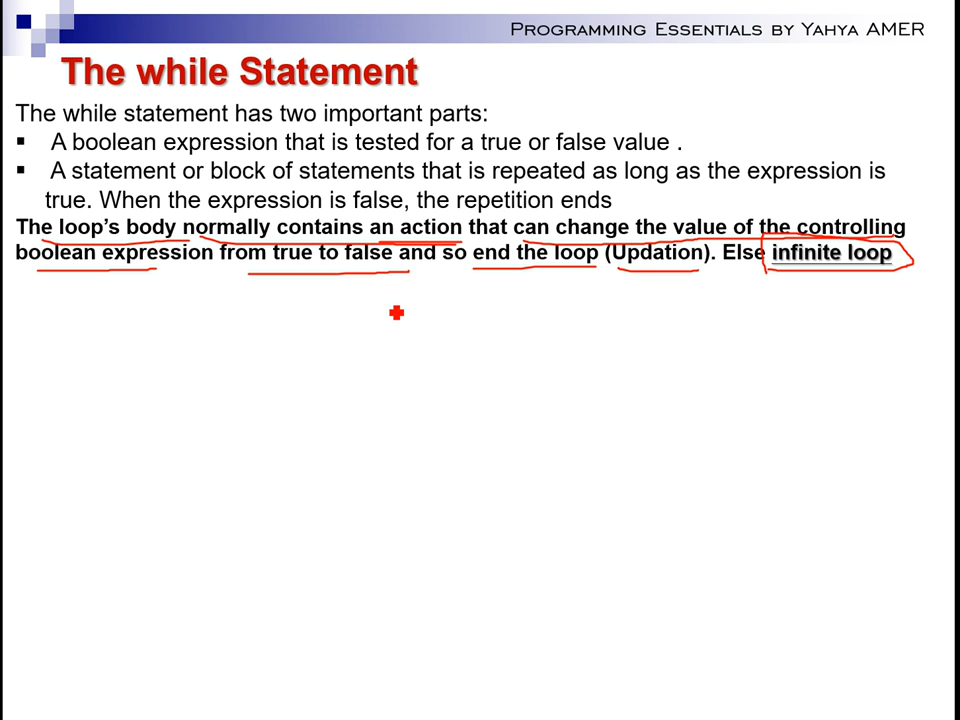 PROGRAMMING ESSENTIALS BY YAHYA AMER
The while Statement
The while statement has two important parts:
▪ A boolean expression that is tested for a true or false value .
▪ A statement or block of statements that is repeated as long as the expression is
true. When the expression is false, the repetition ends
The loop’s body normally contains an action that can change the value of the controlling
boolean expression from true to false and so end the loop (Updation). Else infinite loop